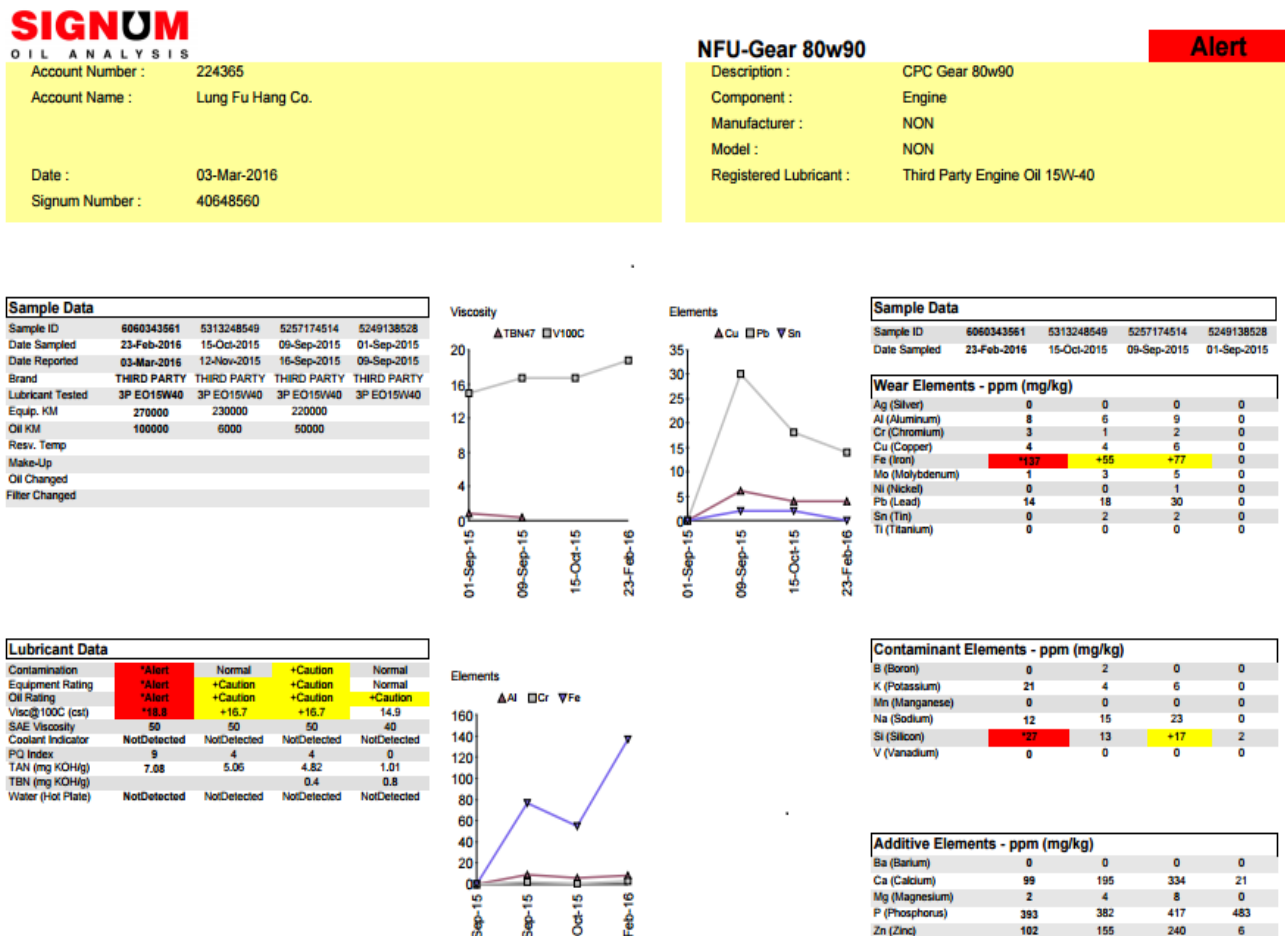 SIGNUM
OIL ANALYSIS
NFU-Gear 80w90
Alert
Account Number : 224365
Account Name : Lung Fu Hang Co.
Date : 03-Mar-2016
Signum Number : 40648560
Description : CPC Gear 80w90
Component : Engine
Manufacturer : NON
Model : NON
Registered Lubricant : Third Party Engine Oil 15W-40
Sample Data
Sample ID 6060343561 5313248549 5257174514 5249138528
Date Sampled 23-Feb-2016 15-Oct-2015 09-Sep-2015 01-Sep-2015
Date Reported 03-Mar-2016 12-Nov-2015 16-Sep-2015 09-Sep-2015
Brand THIRD PARTY THIRD PARTY THIRD PARTY THIRD PARTY
Lubricant Tested 3P EO15W40 3P EO15W40 3P EO15W40 3P EO15W40
Equip. KM 270000 230000 220000
Oil KM 100000 6000 50000
Resv. Temp
Make-Up
Oil Changed
Filter Changed
Viscosity
TBN47 V100C
20
16
12
8
4
0
01-Sep-15
09-Sep-15
15-Oct-15
23-Feb-16
Elements
Cu Pb Sn
35
30
25
20
15
10
5
0
01-Sep-15
09-Sep-15
15-Oct-15
23-Feb-16
Sample Data
Sample ID 6060343561 5313248549 5257174514 5249138528
Date Sampled 23-Feb-2016 15-Oct-2015 09-Sep-2015 01-Sep-2015
Wear Elements - ppm (mg/kg)
Ag (Silver) 0 0 0 0
Al (Aluminum) 8 6 9 0
Cr (Chromium) 3 1 2 0
Cu (Copper) 4 4 6 0
Fe (Iron) *137 +55 +77 0
Mo (Molybdenum) 1 3 5 0
Ni (Nickel) 0 0 1 0
Pb (Lead) 14 18 30 0
Sn (Tin) 0 2 2 0
Ti (Titanium) 0 0 0 0
Lubricant Data
Contamination *Alert Normal +Caution Normal
Equipment Rating *Alert +Caution +Caution Normal
Oil Rating *Alert +Caution +Caution +Caution
Visc@100C (cst) *18.8 +16.7 +16.7 14.9
SAE Viscosity 50 50 50 40
Coolant Indicator NotDetected NotDetected NotDetected NotDetected
PQ Index 9 4 4 0
TAN (mg KOH/g) 7.08 5.06 4.82 1.01
TBN (mg KOH/g) 0.4 0.8
Water (Hot Plate) NotDetected NotDetected NotDetected NotDetected
Elements
Al Cr Fe
160
140
120
100
80
60
40
20
0
Sep-15
Sep-15
Oct-15
Feb-16
Contaminant Elements - ppm (mg/kg)
B (Boron) 0 2 0 0
K (Potassium) 21 4 6 0
Mn (Manganese) 0 0 0 0
Na (Sodium) 12 15 23 0
Si (Silicon) *27 13 +17 2
V (Vanadium) 0 0 0 0
Additive Elements - ppm (mg/kg)
Ba (Barium) 0 0 0 0
Ca (Calcium) 99 195 334 21
Mg (Magnesium) 2 4 8 0
P (Phosphorus) 393 382 417 483
Zn (Zinc) 102 155 240 6